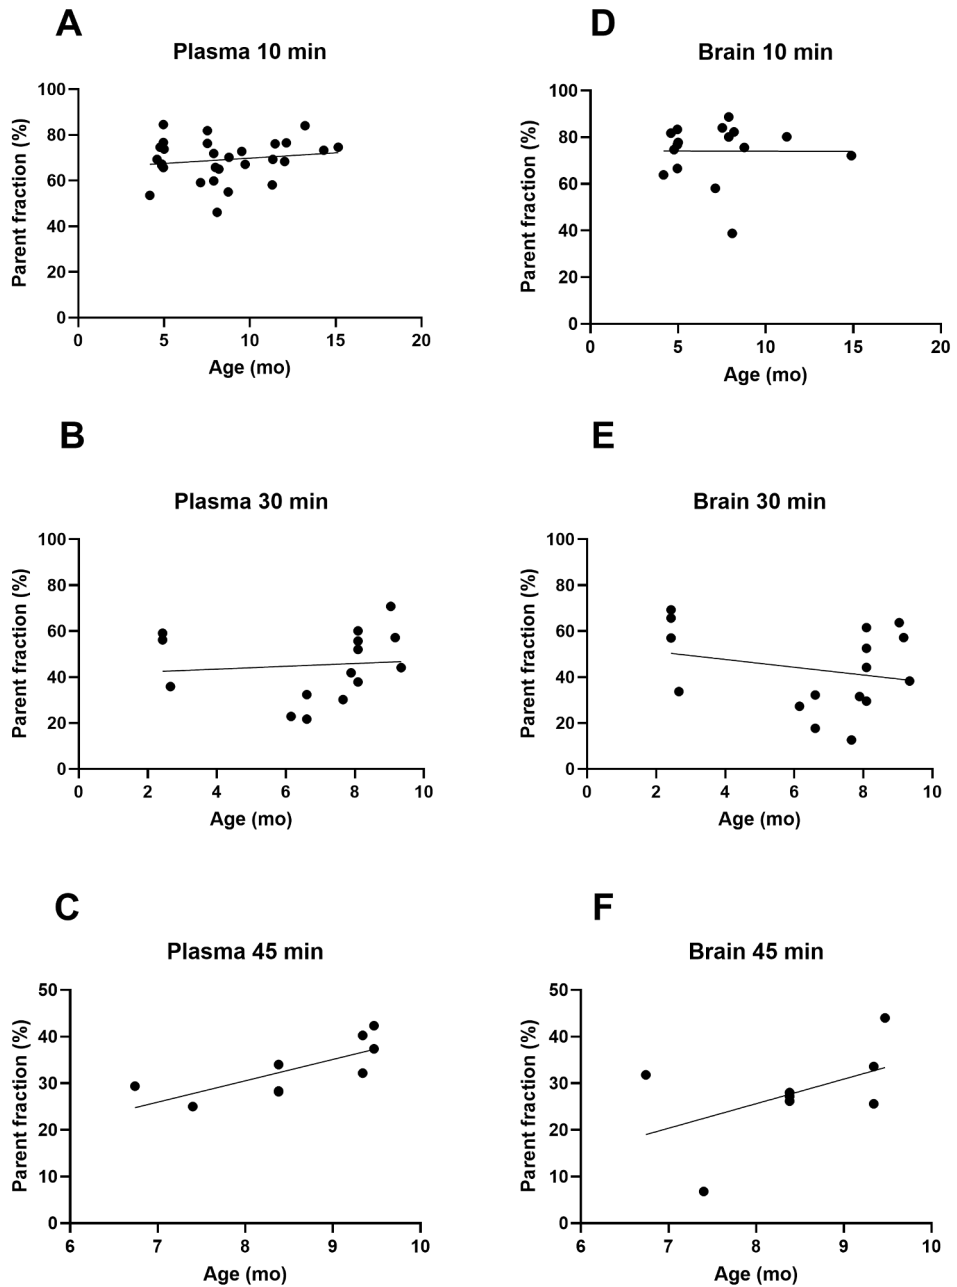 A
Plasma 10 min
Parent fraction (%)
100
80
60
40
20
0
0 5 10 15 20
Age (mo)
D
Brain 10 min
Parent fraction (%)
100
80
60
40
20
0
0 5 10 15 20
Age (mo)
B
Plasma 30 min
Parent fraction (%)
100
80
60
40
20
0
0 2 4 6 8 10
Age (mo)
E
Brain 30 min
Parent fraction (%)
100
80
60
40
20
0
0 2 4 6 8 10
Age (mo)
C
Plasma 45 min
Parent fraction (%)
50
40
30
20
10
0
6 7 8 9 10
Age (mo)
F
Brain 45 min
Parent fraction (%)
50
40
30
20
10
0
6 7 8 9 10
Age (mo)